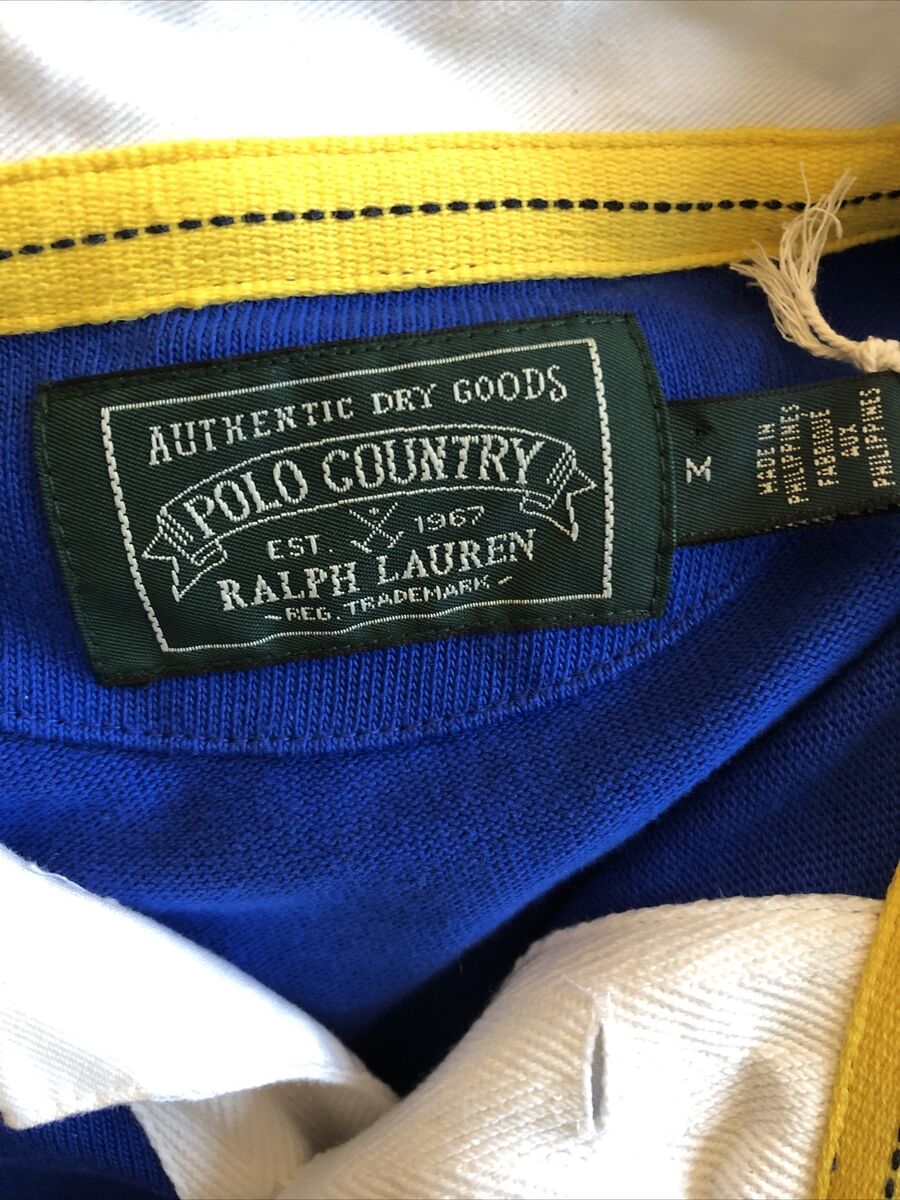 AUTHENTIC DRY GOODS
POLO COUNTRY
EST. 1967
RALPH LAUREN
-REG. TRADEMARK-
M
MADE IN
PHILIPPINES
FABRIQUE
AUX
PHILIPPINES